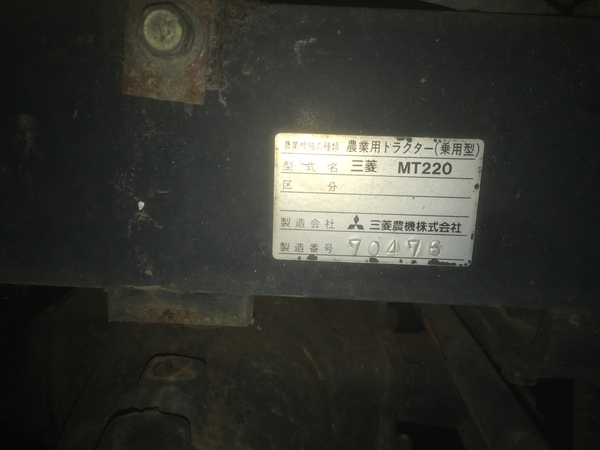 農業機械の種類 農業用トラクター(乗用型)
型式名 三菱 MT220
区分
製造会社 三菱農機株式会社
製造番号 70475